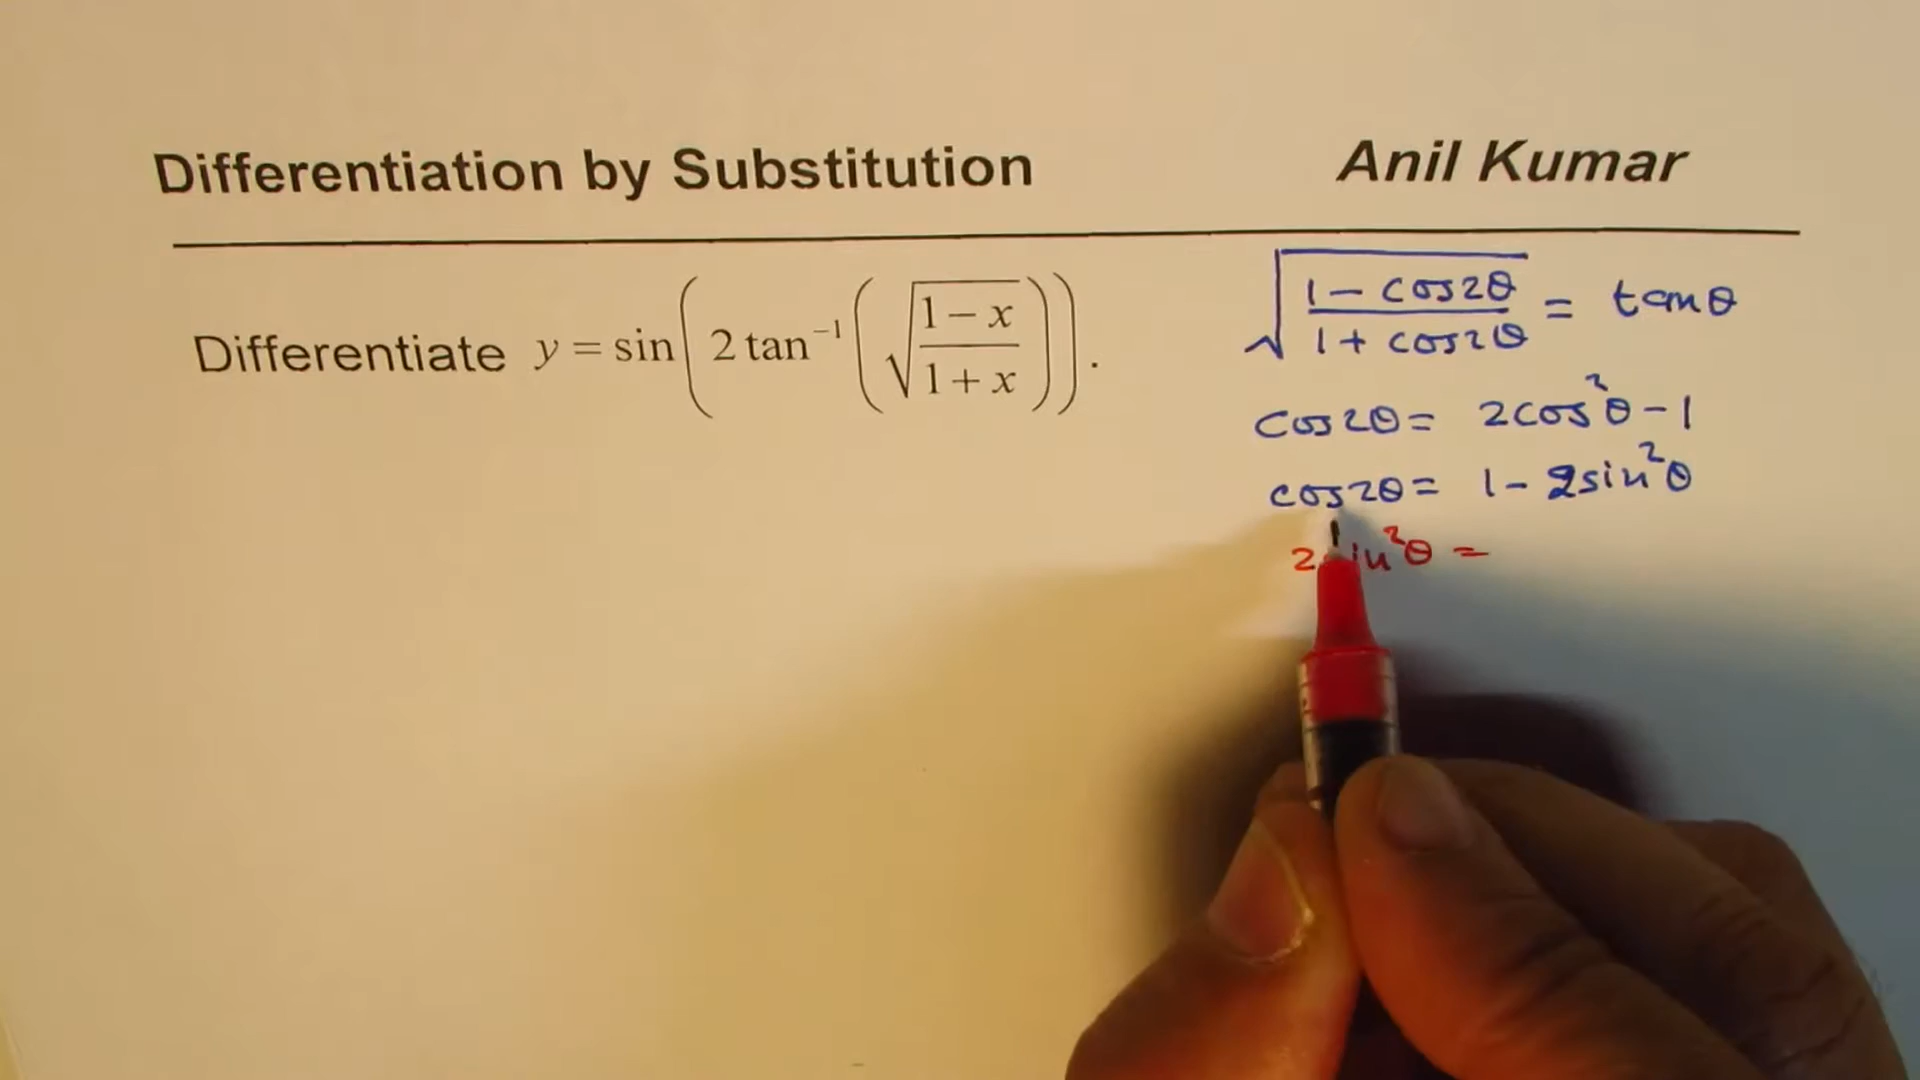 Differentiation by Substitution Anil Kumar
Differentiate y = sin(2 tan⁻¹(√((1 − x)/(1 + x)))).
√((1 − cos2θ)/(1 + cos2θ)) = tanθ
cos2θ = 2cos²θ − 1
cos2θ = 1 − 2sin²θ
2sin²θ =